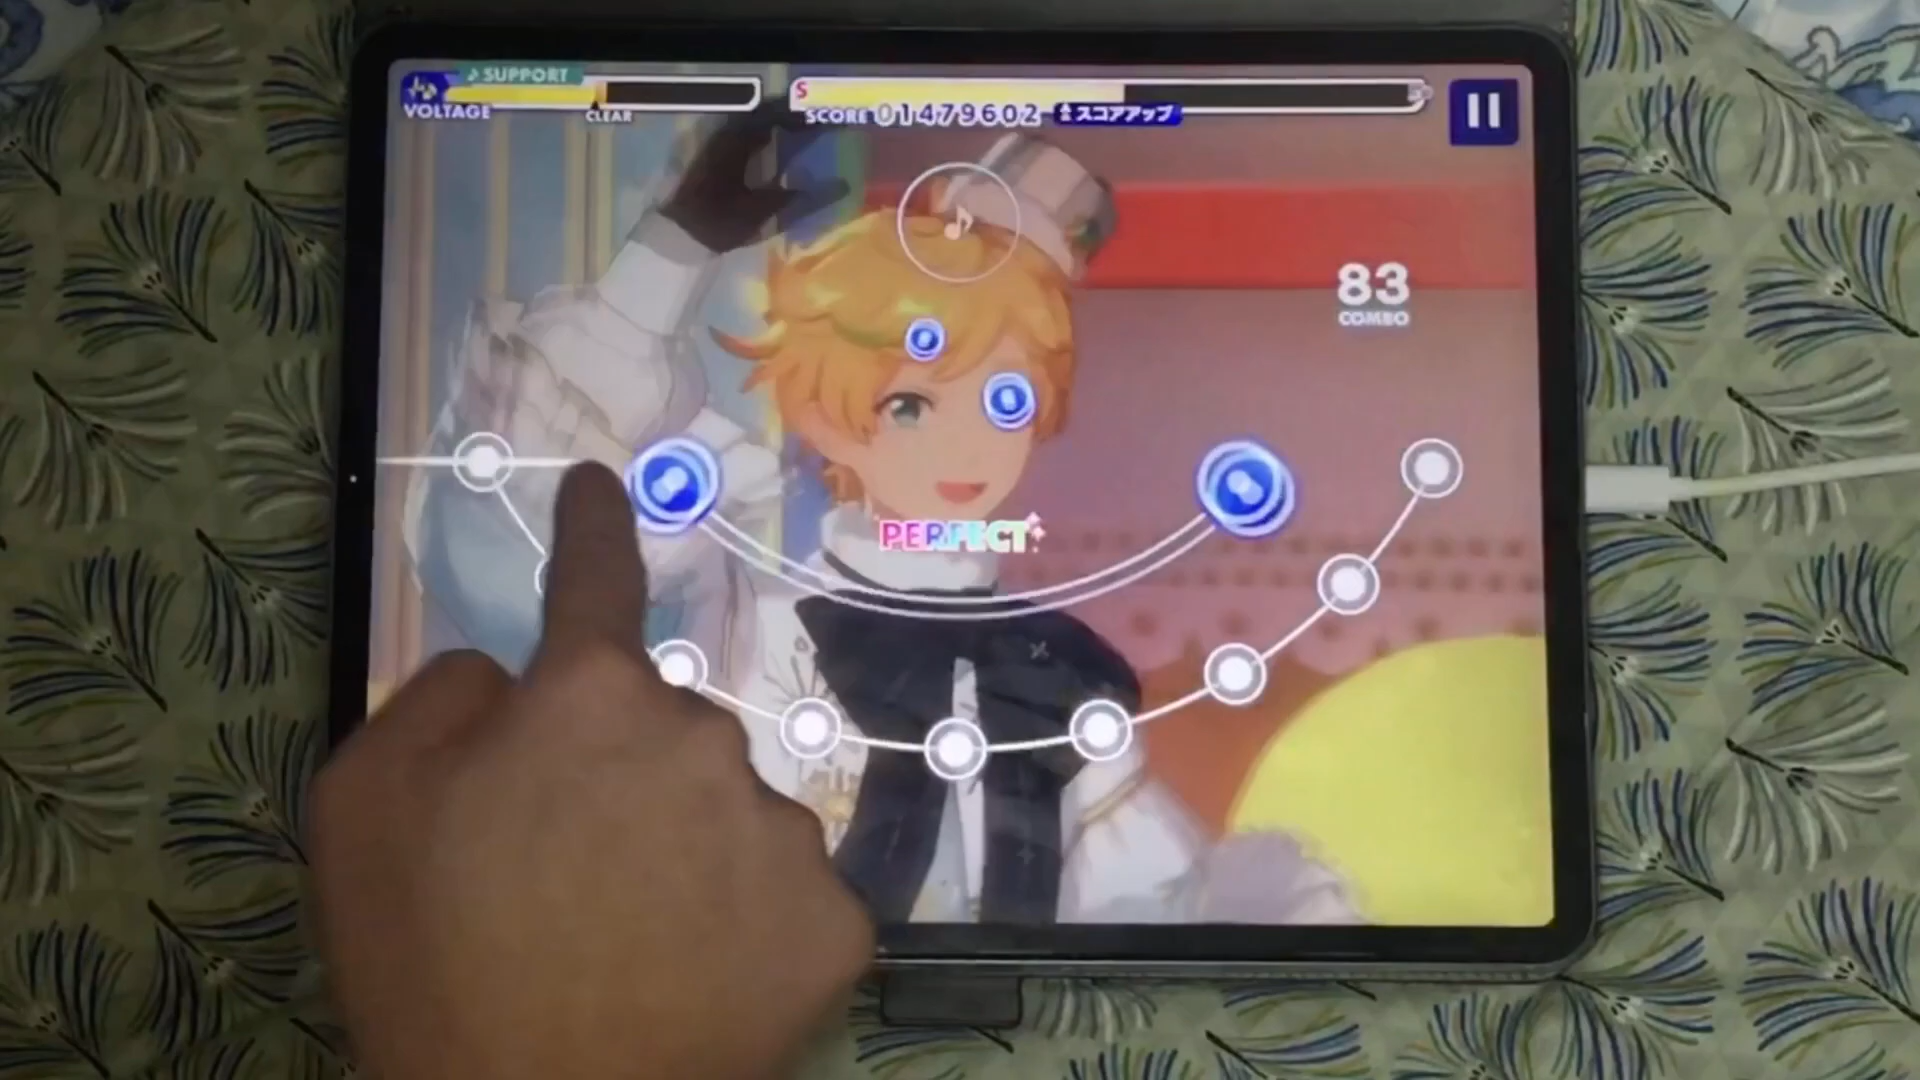 ♪ SUPPORT
VOLTAGE
CLEAR
S
SCORE 01479602
スコアアップ
83
COMBO
PERFECT